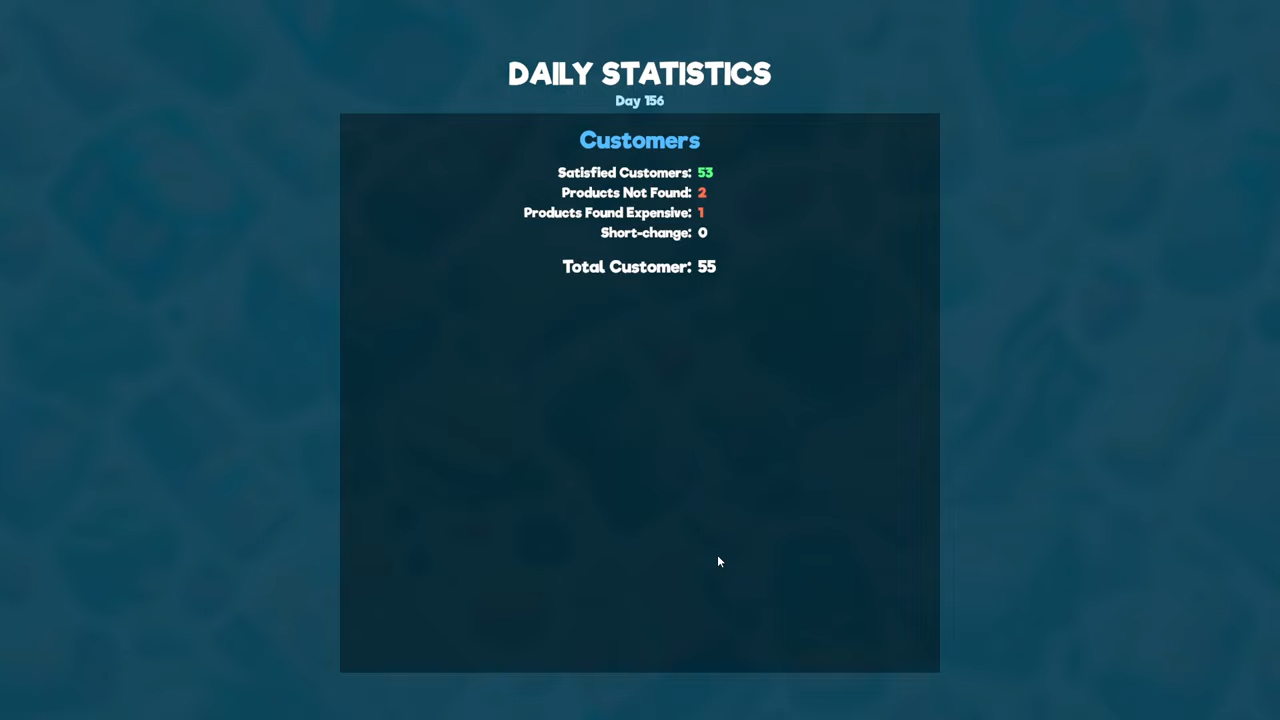 DAILY STATISTICS
Day 156
Customers
Satisfied Customers: 53
Products Not Found: 2
Products Found Expensive: 1
Short-change: 0
Total Customer: 55